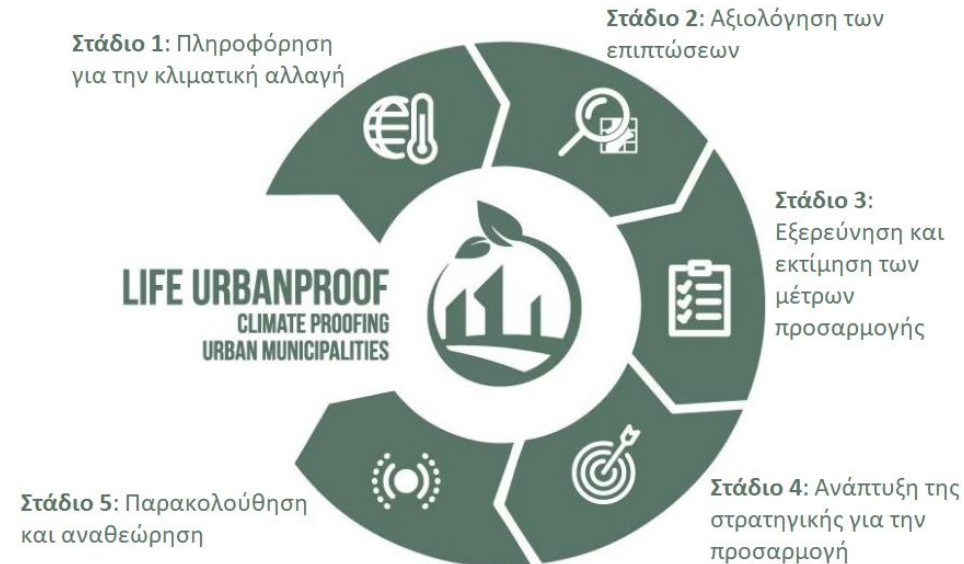 Στάδιο 1: Πληροφόρηση
για την κλιματική αλλαγή
Στάδιο 2: Αξιολόγηση των
επιπτώσεων
Στάδιο 3:
Εξερεύνηση και
εκτίμηση των
μέτρων
προσαρμογής
LIFE URBANPROOF
CLIMATE PROOFING
URBAN MUNICIPALITIES
Στάδιο 4: Ανάπτυξη της
στρατηγικής για την
προσαρμογή
Στάδιο 5: Παρακολούθηση
και αναθεώρηση